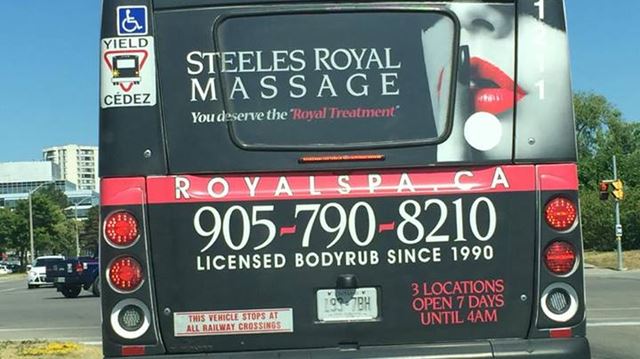 YIELD
CÉDEZ
STEELES ROYAL
MASSAGE
You deserve the "Royal Treatment"
1211
ROYALSPA.CA
905-790-8210
LICENSED BODYRUB SINCE 1990
3 LOCATIONS
OPEN 7 DAYS
UNTIL 4AM
THIS VEHICLE STOPS AT
ALL RAILWAY CROSSINGS